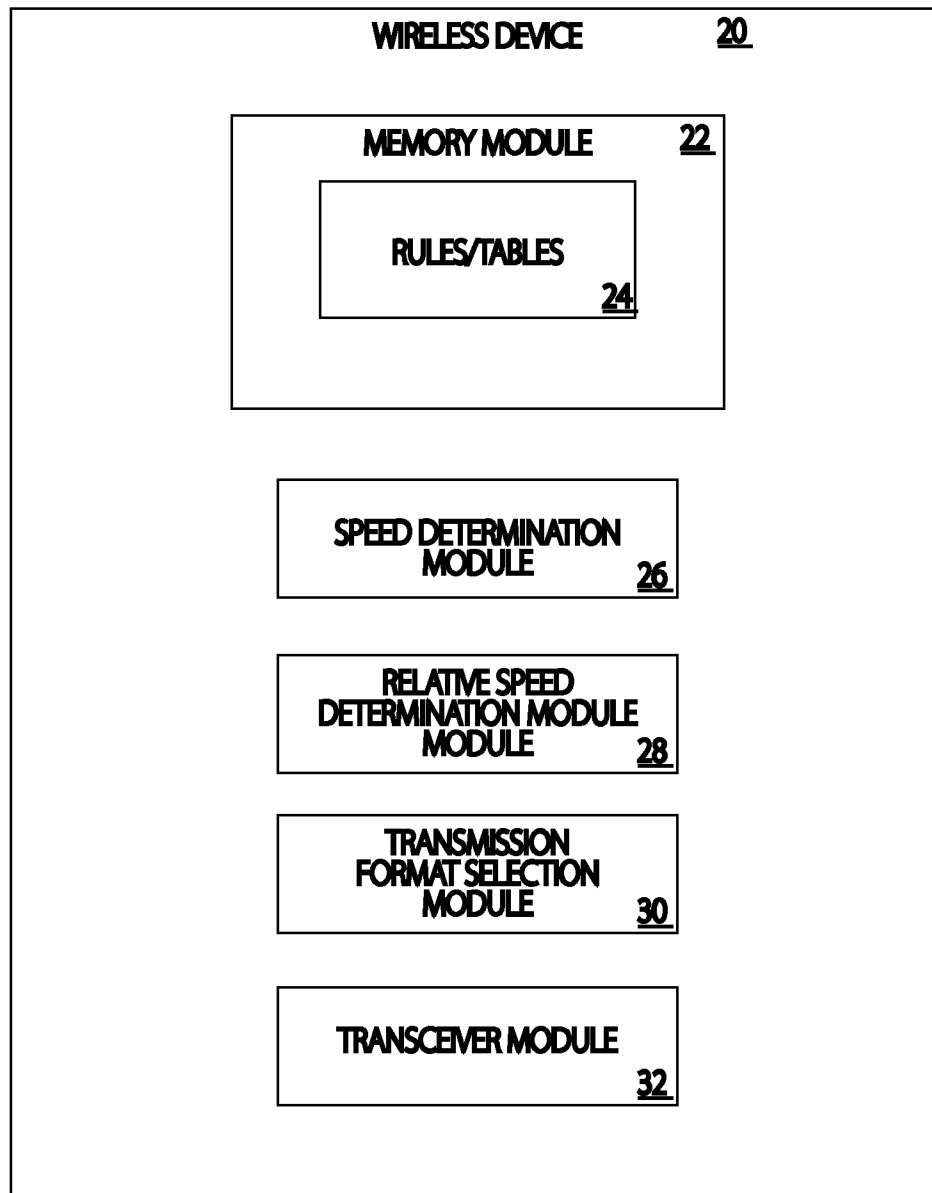 WIRELESS DEVICE 20
MEMORY MODULE 22
RULES/TABLES
24
SPEED DETERMINATION
MODULE
26
RELATIVE SPEED
DETERMINATION MODULE
MODULE
28
TRANSMISSION
FORMAT SELECTION
MODULE
30
TRANSCEIVER MODULE
32